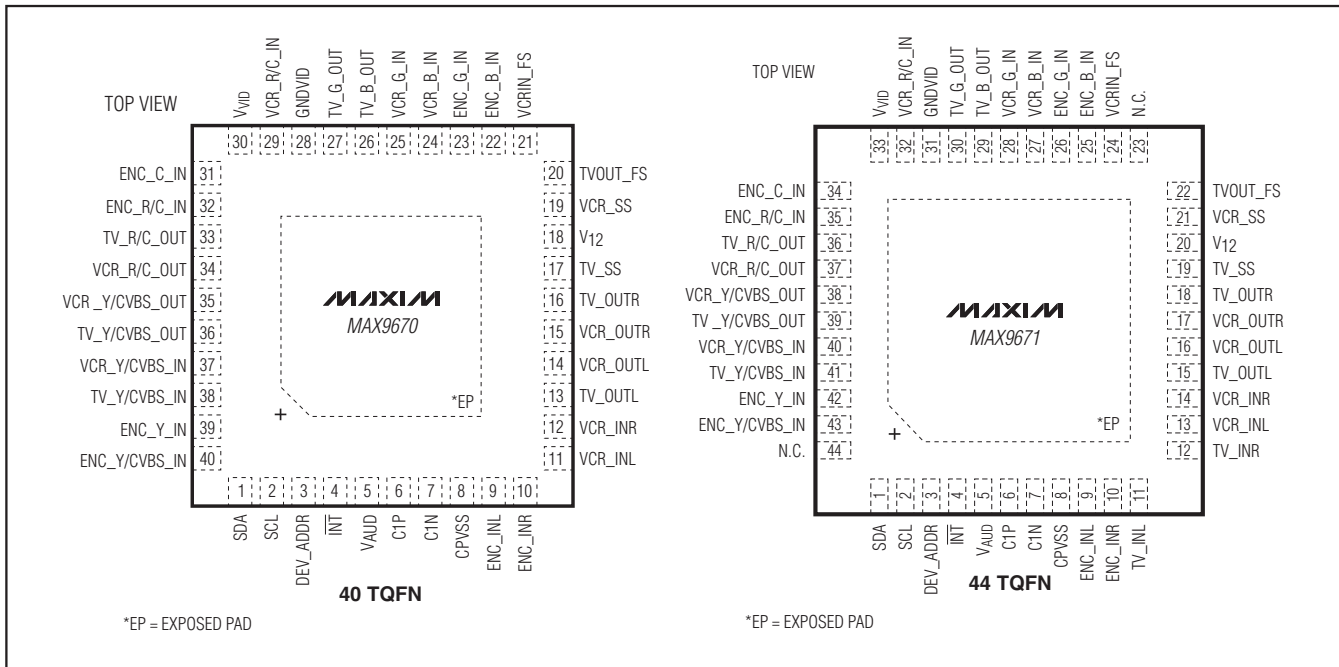 TOP VIEW
VVID
VCR_R/C_IN
GNDVID
TV_G_OUT
TV_B_OUT
VCR_G_IN
VCR_B_IN
ENC_G_IN
ENC_B_IN
VCRIN_FS
30 29 28 27 26 25 24 23 22 21
ENC_C_IN 31
ENC_R/C_IN 32
TV_R/C_OUT 33
VCR_R/C_OUT 34
VCR _Y/CVBS_OUT 35
TV_Y/CVBS_OUT 36
VCR_Y/CVBS_IN 37
TV_Y/CVBS_IN 38
ENC_Y_IN 39
ENC_Y/CVBS_IN 40
20 TVOUT_FS
19 VCR_SS
18 V12
17 TV_SS
16 TV_OUTR
15 VCR_OUTR
14 VCR_OUTL
13 TV_OUTL
12 VCR_INR
11 VCR_INL
MAXIM
MAX9670
*EP
+
1 2 3 4 5 6 7 8 9 10
SDA
SCL
DEV_ADDR
INT
VAUD
C1P
C1N
CPVSS
ENC_INL
ENC_INR
40 TQFN
*EP = EXPOSED PAD
TOP VIEW
VVID
VCR_R/C_IN
GNDVID
TV_G_OUT
TV_B_OUT
VCR_G_IN
VCR_B_IN
ENC_G_IN
ENC_B_IN
VCRIN_FS
N.C.
33 32 31 30 29 28 27 26 25 24 23
ENC_C_IN 34
ENC_R/C_IN 35
TV_R/C_OUT 36
VCR_R/C_OUT 37
VCR_Y/CVBS_OUT 38
TV _Y/CVBS_OUT 39
VCR_Y/CVBS_IN 40
TV_Y/CVBS_IN 41
ENC_Y_IN 42
ENC_Y/CVBS_IN 43
N.C. 44
22 TVOUT_FS
21 VCR_SS
20 V12
19 TV_SS
18 TV_OUTR
17 VCR_OUTR
16 VCR_OUTL
15 TV_OUTL
14 VCR_INR
13 VCR_INL
12 TV_INR
MAXIM
MAX9671
*EP
+
1 2 3 4 5 6 7 8 9 10 11
SDA
SCL
DEV_ADDR
INT
VAUD
C1P
C1N
CPVSS
ENC_INL
ENC_INR
TV_INL
44 TQFN
*EP = EXPOSED PAD